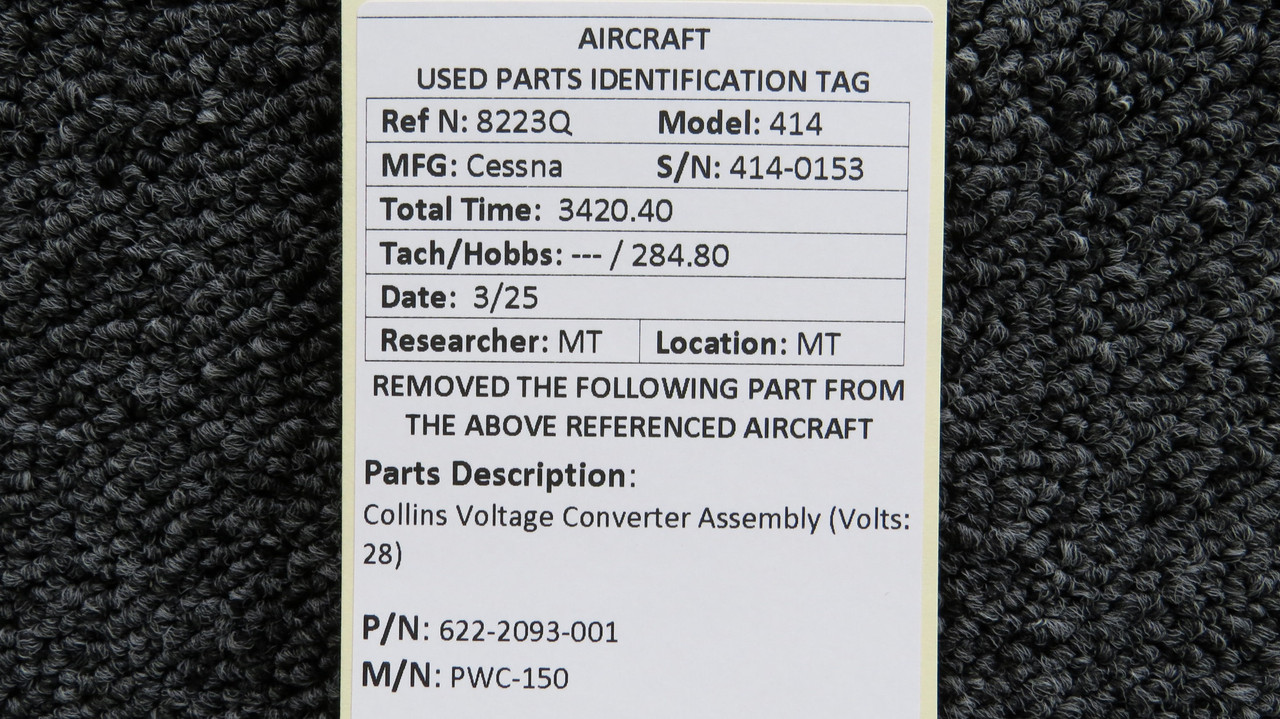 AIRCRAFT
USED PARTS IDENTIFICATION TAG
Ref N: 8223Q Model: 414
MFG: Cessna S/N: 414-0153
Total Time: 3420.40
Tach/Hobbs: --- / 284.80
Date: 3/25
Researcher: MT Location: MT
REMOVED THE FOLLOWING PART FROM
THE ABOVE REFERENCED AIRCRAFT
Parts Description:
Collins Voltage Converter Assembly (Volts:
28)
P/N: 622-2093-001
M/N: PWC-150